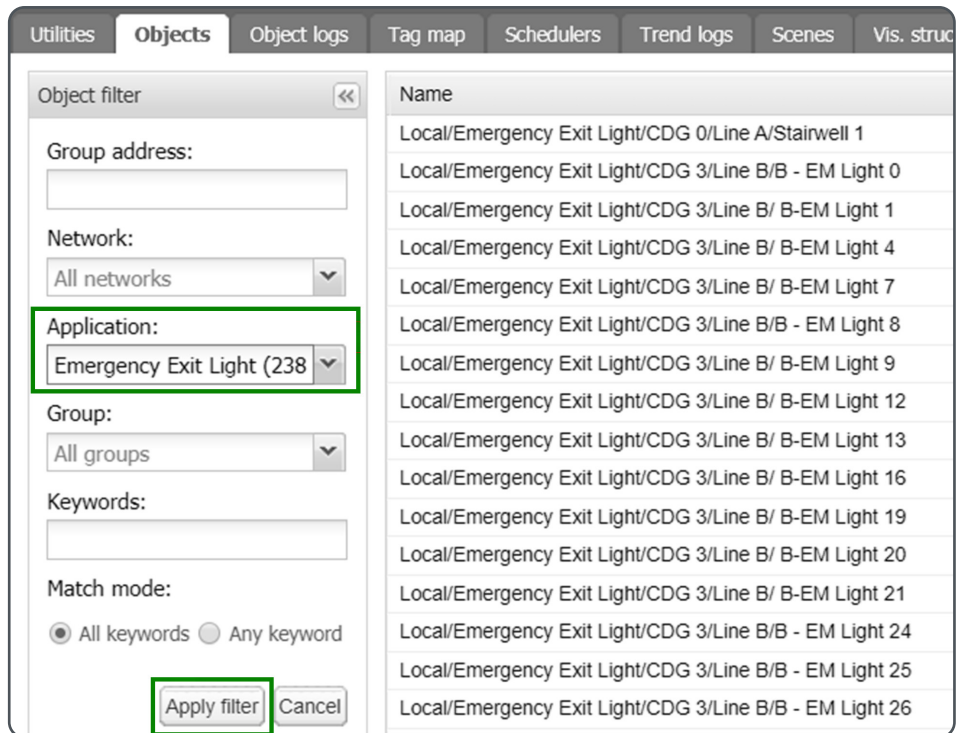 Utilities Objects Object logs Tag map Schedulers Trend logs Scenes Vis. struc
Object filter
Group address:
Network:
All networks
Application:
Emergency Exit Light (238
Group:
All groups
Keywords:
Match mode:
All keywords Any keyword
Apply filter Cancel
Name
Local/Emergency Exit Light/CDG 0/Line A/Stairwell 1
Local/Emergency Exit Light/CDG 3/Line B/B - EM Light 0
Local/Emergency Exit Light/CDG 3/Line B/ B-EM Light 1
Local/Emergency Exit Light/CDG 3/Line B/ B-EM Light 4
Local/Emergency Exit Light/CDG 3/Line B/ B-EM Light 7
Local/Emergency Exit Light/CDG 3/Line B/B - EM Light 8
Local/Emergency Exit Light/CDG 3/Line B/ B-EM Light 9
Local/Emergency Exit Light/CDG 3/Line B/ B-EM Light 12
Local/Emergency Exit Light/CDG 3/Line B/ B-EM Light 13
Local/Emergency Exit Light/CDG 3/Line B/ B-EM Light 16
Local/Emergency Exit Light/CDG 3/Line B/ B-EM Light 19
Local/Emergency Exit Light/CDG 3/Line B/ B-EM Light 20
Local/Emergency Exit Light/CDG 3/Line B/ B-EM Light 21
Local/Emergency Exit Light/CDG 3/Line B/B - EM Light 24
Local/Emergency Exit Light/CDG 3/Line B/B - EM Light 25
Local/Emergency Exit Light/CDG 3/Line B/B - EM Light 26